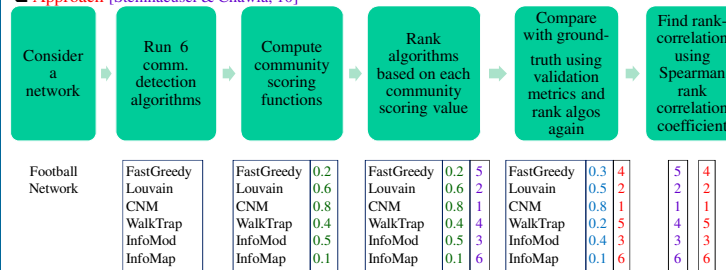 Approach [Steinhaeuser & Chawla, 10]
Consider
a
network
Run 6
comm.
detection
algorithms
Compute
community
scoring
functions
Rank
algorithms
based on each
community
scoring value
Compare
with ground-
truth using
validation
metrics and
rank algos
again
Find rank-
correlation
using
Spearman
rank
correlation
coefficient
Football
Network
FastGreedy
Louvain
CNM
WalkTrap
InfoMod
InfoMap
FastGreedy 0.2
Louvain 0.6
CNM 0.8
WalkTrap 0.4
InfoMod 0.5
InfoMap 0.1
FastGreedy 0.2 5
Louvain 0.6 2
CNM 0.8 1
WalkTrap 0.4 4
InfoMod 0.5 3
InfoMap 0.1 6
FastGreedy 0.3 4
Louvain 0.5 2
CNM 0.8 1
WalkTrap 0.2 5
InfoMod 0.4 3
InfoMap 0.1 6
5 4
2 2
1 1
4 5
3 3
6 6